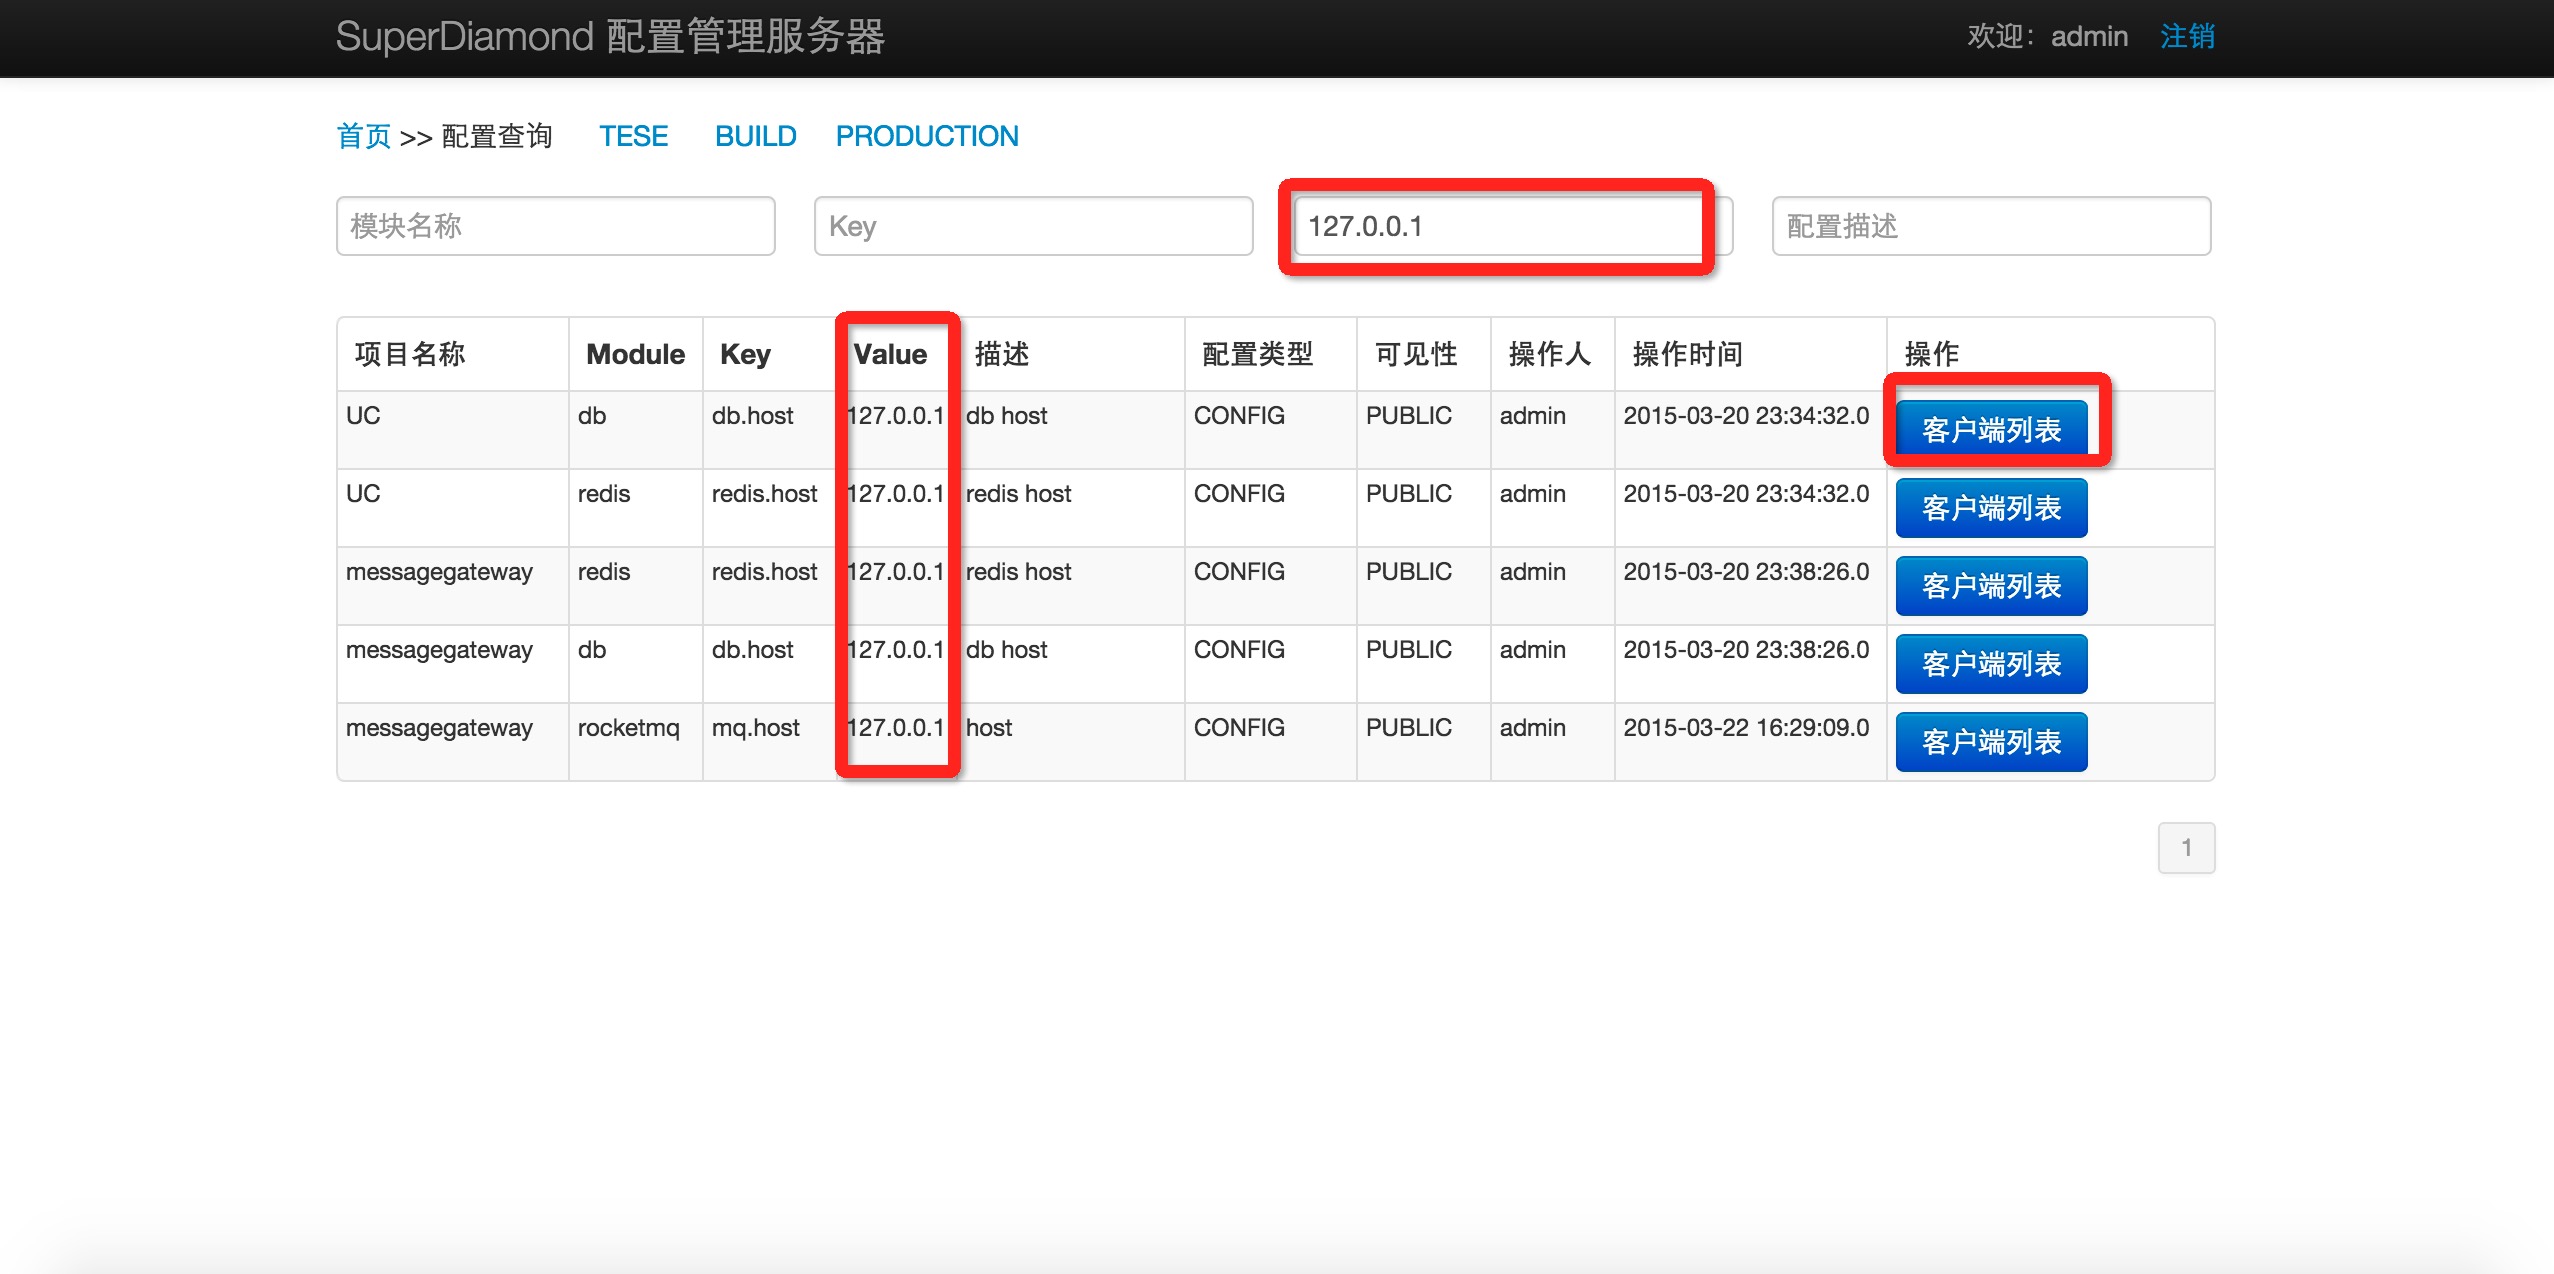 SuperDiamond 配置管理服务器 欢迎：admin 注销
首页 >> 配置查询 TESE BUILD PRODUCTION
模块名称 Key 127.0.0.1 配置描述
项目名称 Module Key Value 描述 配置类型 可见性 操作人 操作时间 操作
UC db db.host 127.0.0.1 db host CONFIG PUBLIC admin 2015-03-20 23:34:32.0 客户端列表
UC redis redis.host 127.0.0.1 redis host CONFIG PUBLIC admin 2015-03-20 23:34:32.0 客户端列表
messagegateway redis redis.host 127.0.0.1 redis host CONFIG PUBLIC admin 2015-03-20 23:38:26.0 客户端列表
messagegateway db db.host 127.0.0.1 db host CONFIG PUBLIC admin 2015-03-20 23:38:26.0 客户端列表
messagegateway rocketmq mq.host 127.0.0.1 host CONFIG PUBLIC admin 2015-03-22 16:29:09.0 客户端列表
1